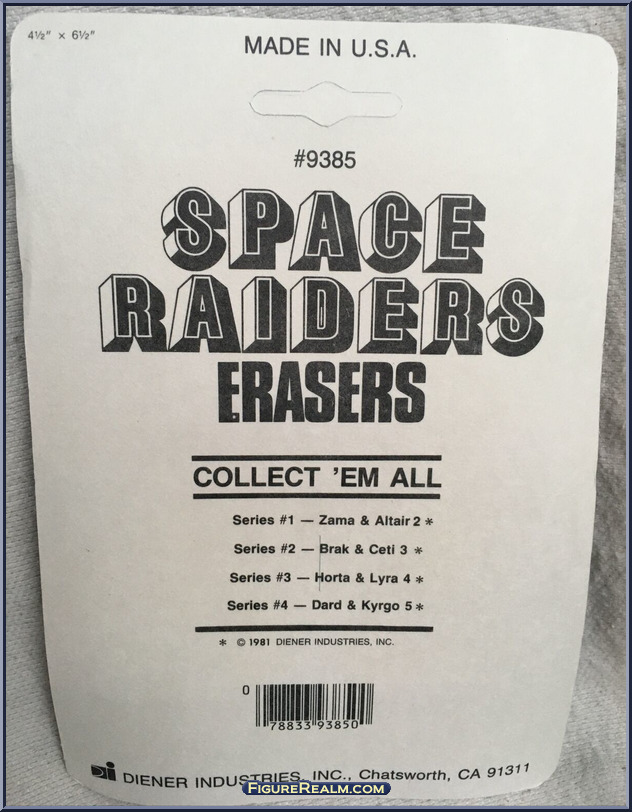 4½" × 6½"
MADE IN U.S.A.
#9385
SPACE
RAIDERS
ERASERS
COLLECT 'EM ALL
Series #1 — Zama & Altair 2 *
Series #2 — Brak & Ceti 3 *
Series #3 — Horta & Lyra 4 *
Series #4 — Dard & Kyrgo 5 *
* © 1981 DIENER INDUSTRIES, INC.
0
78833 93850
DIENER INDUSTRIES, INC., Chatsworth, CA 91311
FIGUREREALM.COM